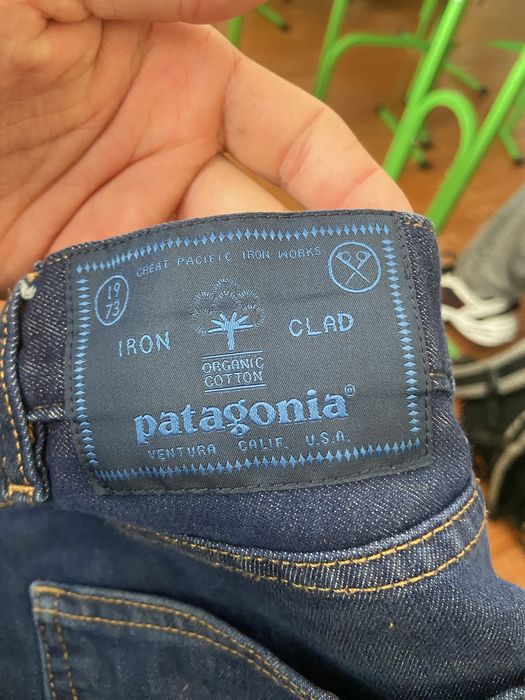 GREAT PACIFIC IRON WORKS
19
73
IRON CLAD
ORGANIC
COTTON
patagonia®
VENTURA CALIF. U.S.A.